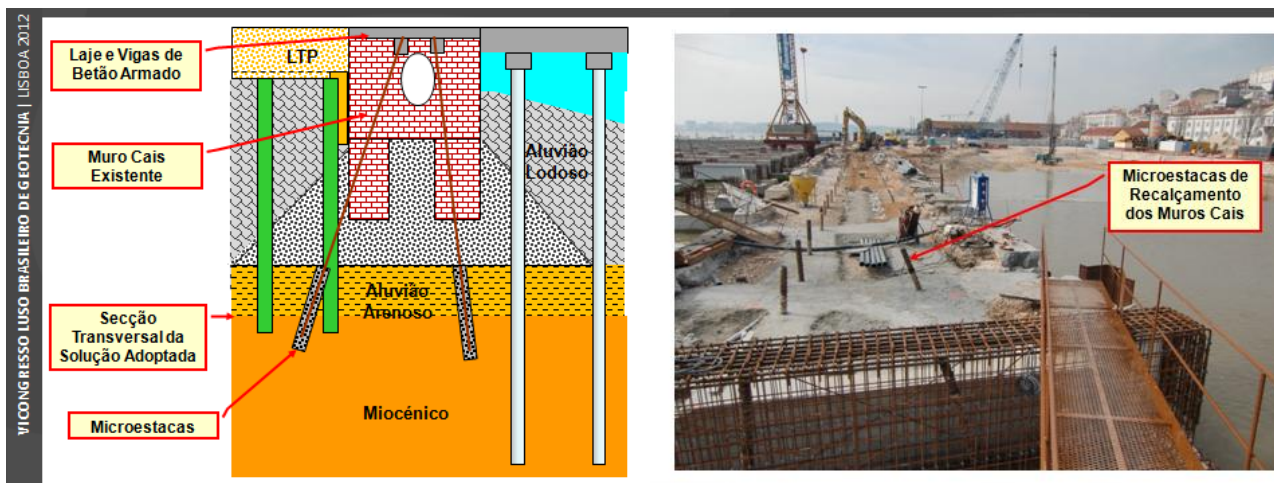 VI CONGRESSO LUSO BRASILEIRO DE GEOTECNIA | LISBOA 2012
Laje e Vigas de
Betão Armado
LTP
Muro Cais
Existente
Aluvião
Lodoso
Secção
Transversal da
Solução Adoptada
Aluvião
Arenoso
Microestacas
Miocénico
Microestacas de
Recalçamento
dos Muros Cais